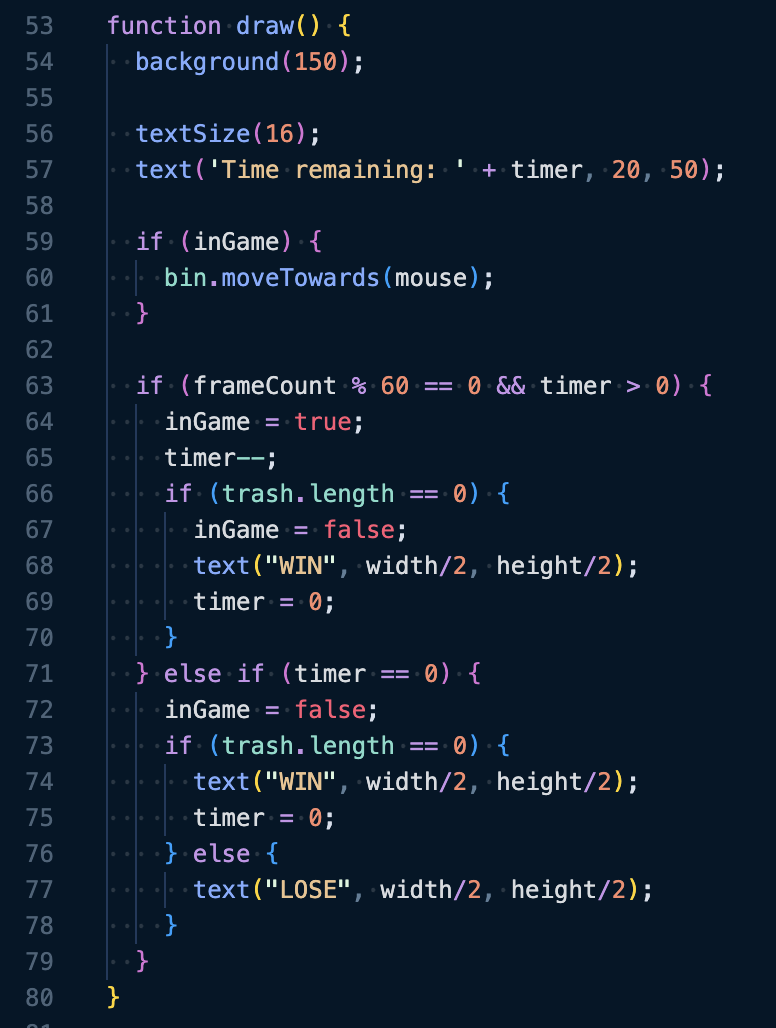 53 function draw() {
54 background(150);
55
56 textSize(16);
57 text('Time remaining: ' + timer, 20, 50);
58
59 if (inGame) {
60 bin.moveTowards(mouse);
61 }
62
63 if (frameCount % 60 == 0 && timer > 0) {
64 inGame = true;
65 timer--;
66 if (trash.length == 0) {
67 inGame = false;
68 text("WIN", width/2, height/2);
69 timer = 0;
70 }
71 } else if (timer == 0) {
72 inGame = false;
73 if (trash.length == 0) {
74 text("WIN", width/2, height/2);
75 timer = 0;
76 } else {
77 text("LOSE", width/2, height/2);
78 }
79 }
80 }